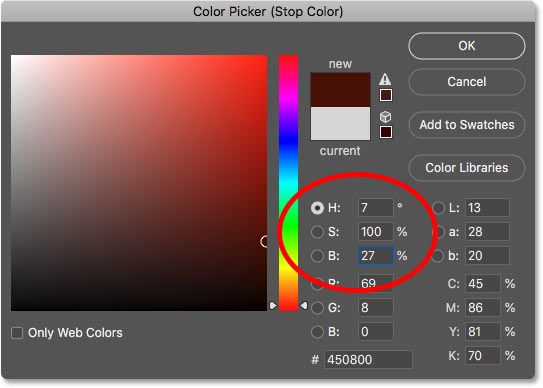 Color Picker (Stop Color)
new
current
OK
Cancel
Add to Swatches
Color Libraries
H: 7 °
S: 100 %
B: 27 %
R: 69
G: 8
B: 0
# 450800
L: 13
a: 28
b: 20
C: 45 %
M: 86 %
Y: 81 %
K: 70 %
Only Web Colors